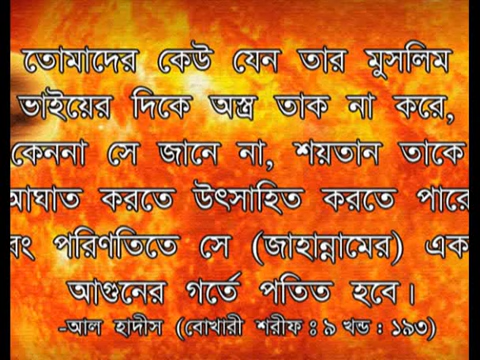 তোমাদের কেউ যেন তার মুসলিম
ভাইয়ের দিকে অস্ত্র তাক না করে,
কেননা সে জানে না, শয়তান তাকে
আঘাত করতে উৎসাহিত করতে পারে
বং পরিণতিতে সে (জাহান্নামের) এক
আগুনের গর্তে পতিত হবে।
-আল হাদীস (বোখারী শরীফ : ৯ খন্ড : ১৯৩)